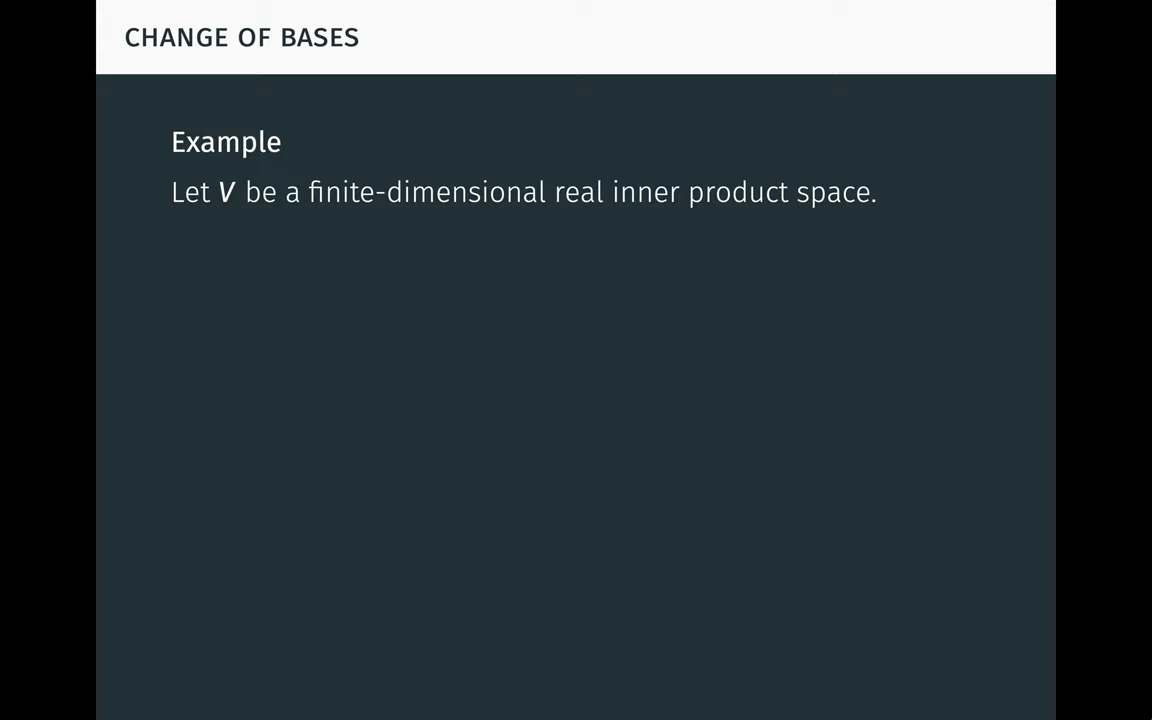 CHANGE OF BASES
Example
Let V be a finite-dimensional real inner product space.